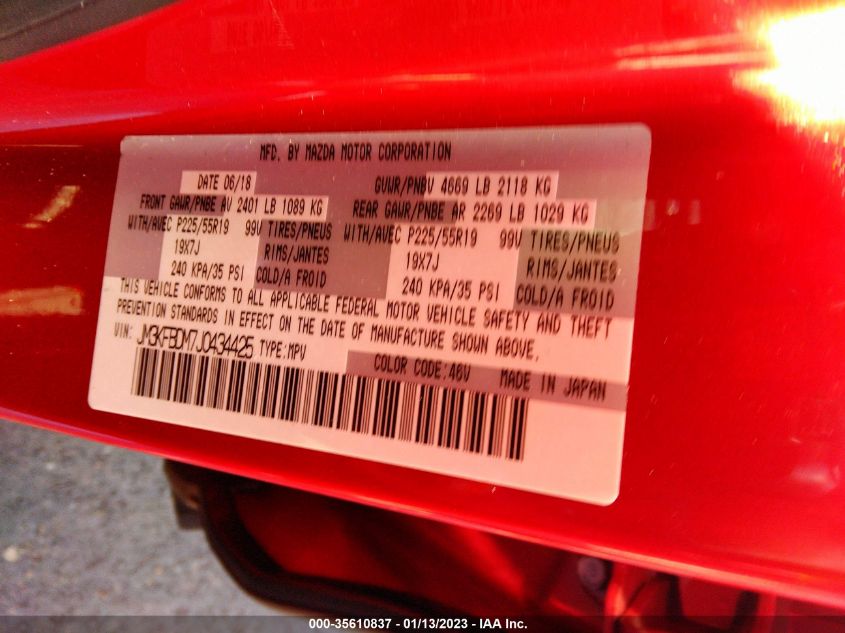 MFD. BY MAZDA MOTOR CORPORATION
DATE 06/18 GVWR/PNBV 4669 LB 2118 KG
FRONT GAWR/PNBE AV 2401 LB 1089 KG REAR GAWR/PNBE AR 2269 LB 1029 KG
WITH/AVEC P225/55R19 99V TIRES/PNEUS WITH/AVEC P225/55R19 99V TIRES/PNEUS
19X7J RIMS/JANTES 19X7J RIMS/JANTES
240 KPA/35 PSI COLD/A FROID 240 KPA/35 PSI COLD/A FROID
THIS VEHICLE CONFORMS TO ALL APPLICABLE FEDERAL MOTOR VEHICLE SAFETY AND THEFT
PREVENTION STANDARDS IN EFFECT ON THE DATE OF MANUFACTURE SHOWN ABOVE.
VIN: JM3KFBDM7J0434425 TYPE:MPV
COLOR CODE:46V MADE IN JAPAN
000-35610837 - 01/13/2023 - IAA Inc.